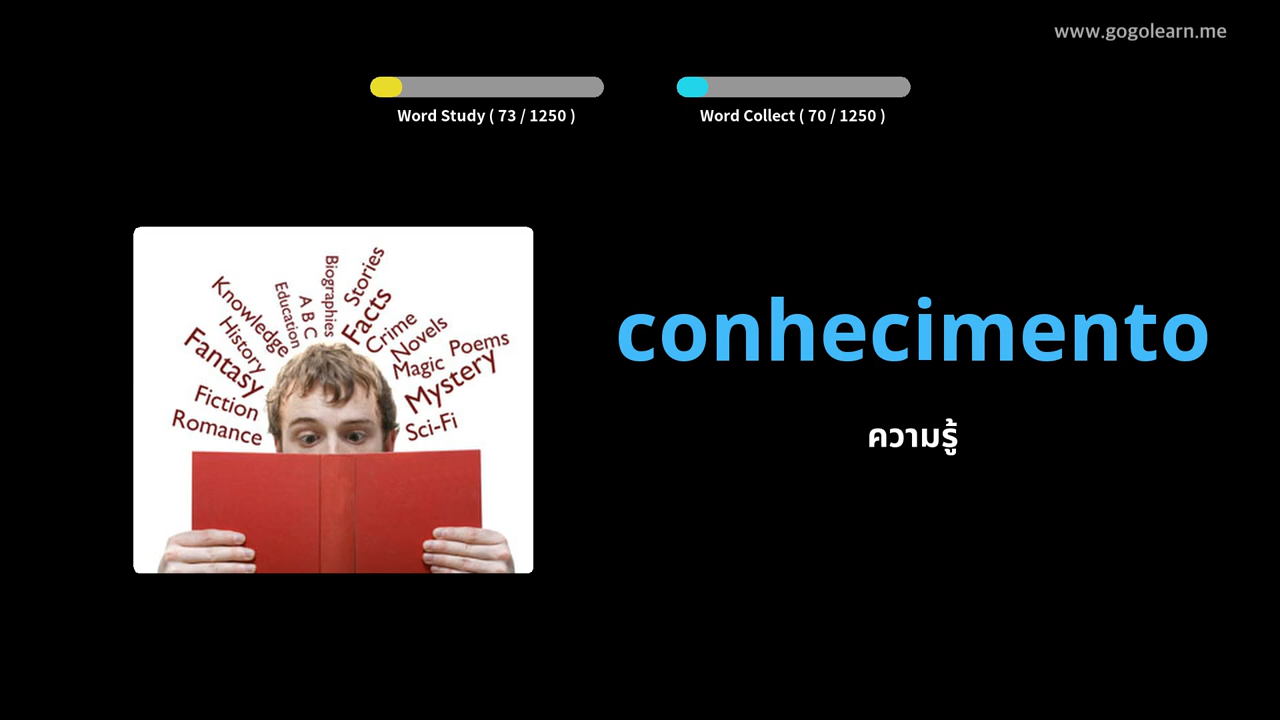 www.gogolearn.me
Word Study ( 73 / 1250 )
Word Collect ( 70 / 1250 )
Knowledge
Education
A B C
Biographies
Stories
Facts
Crime
Novels
Poems
History
Fantasy
Magic
Mystery
Fiction
Romance
Sci-Fi
conhecimento
ความรู้